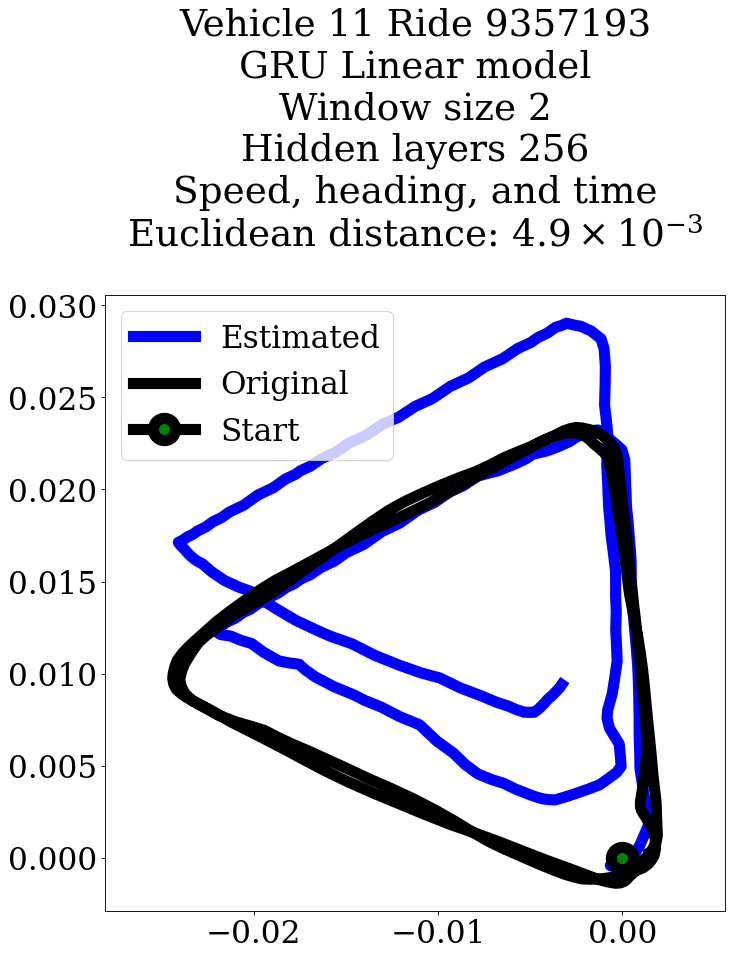 Vehicle 11 Ride 9357193
GRU Linear model
Window size 2
Hidden layers 256
Speed, heading, and time
Euclidean distance: 4.9 × 10⁻³
0.030
Estimated
0.025
Original
Start
0.020
0.015
0.010
0.005
0.000
−0.02 −0.01 0.00